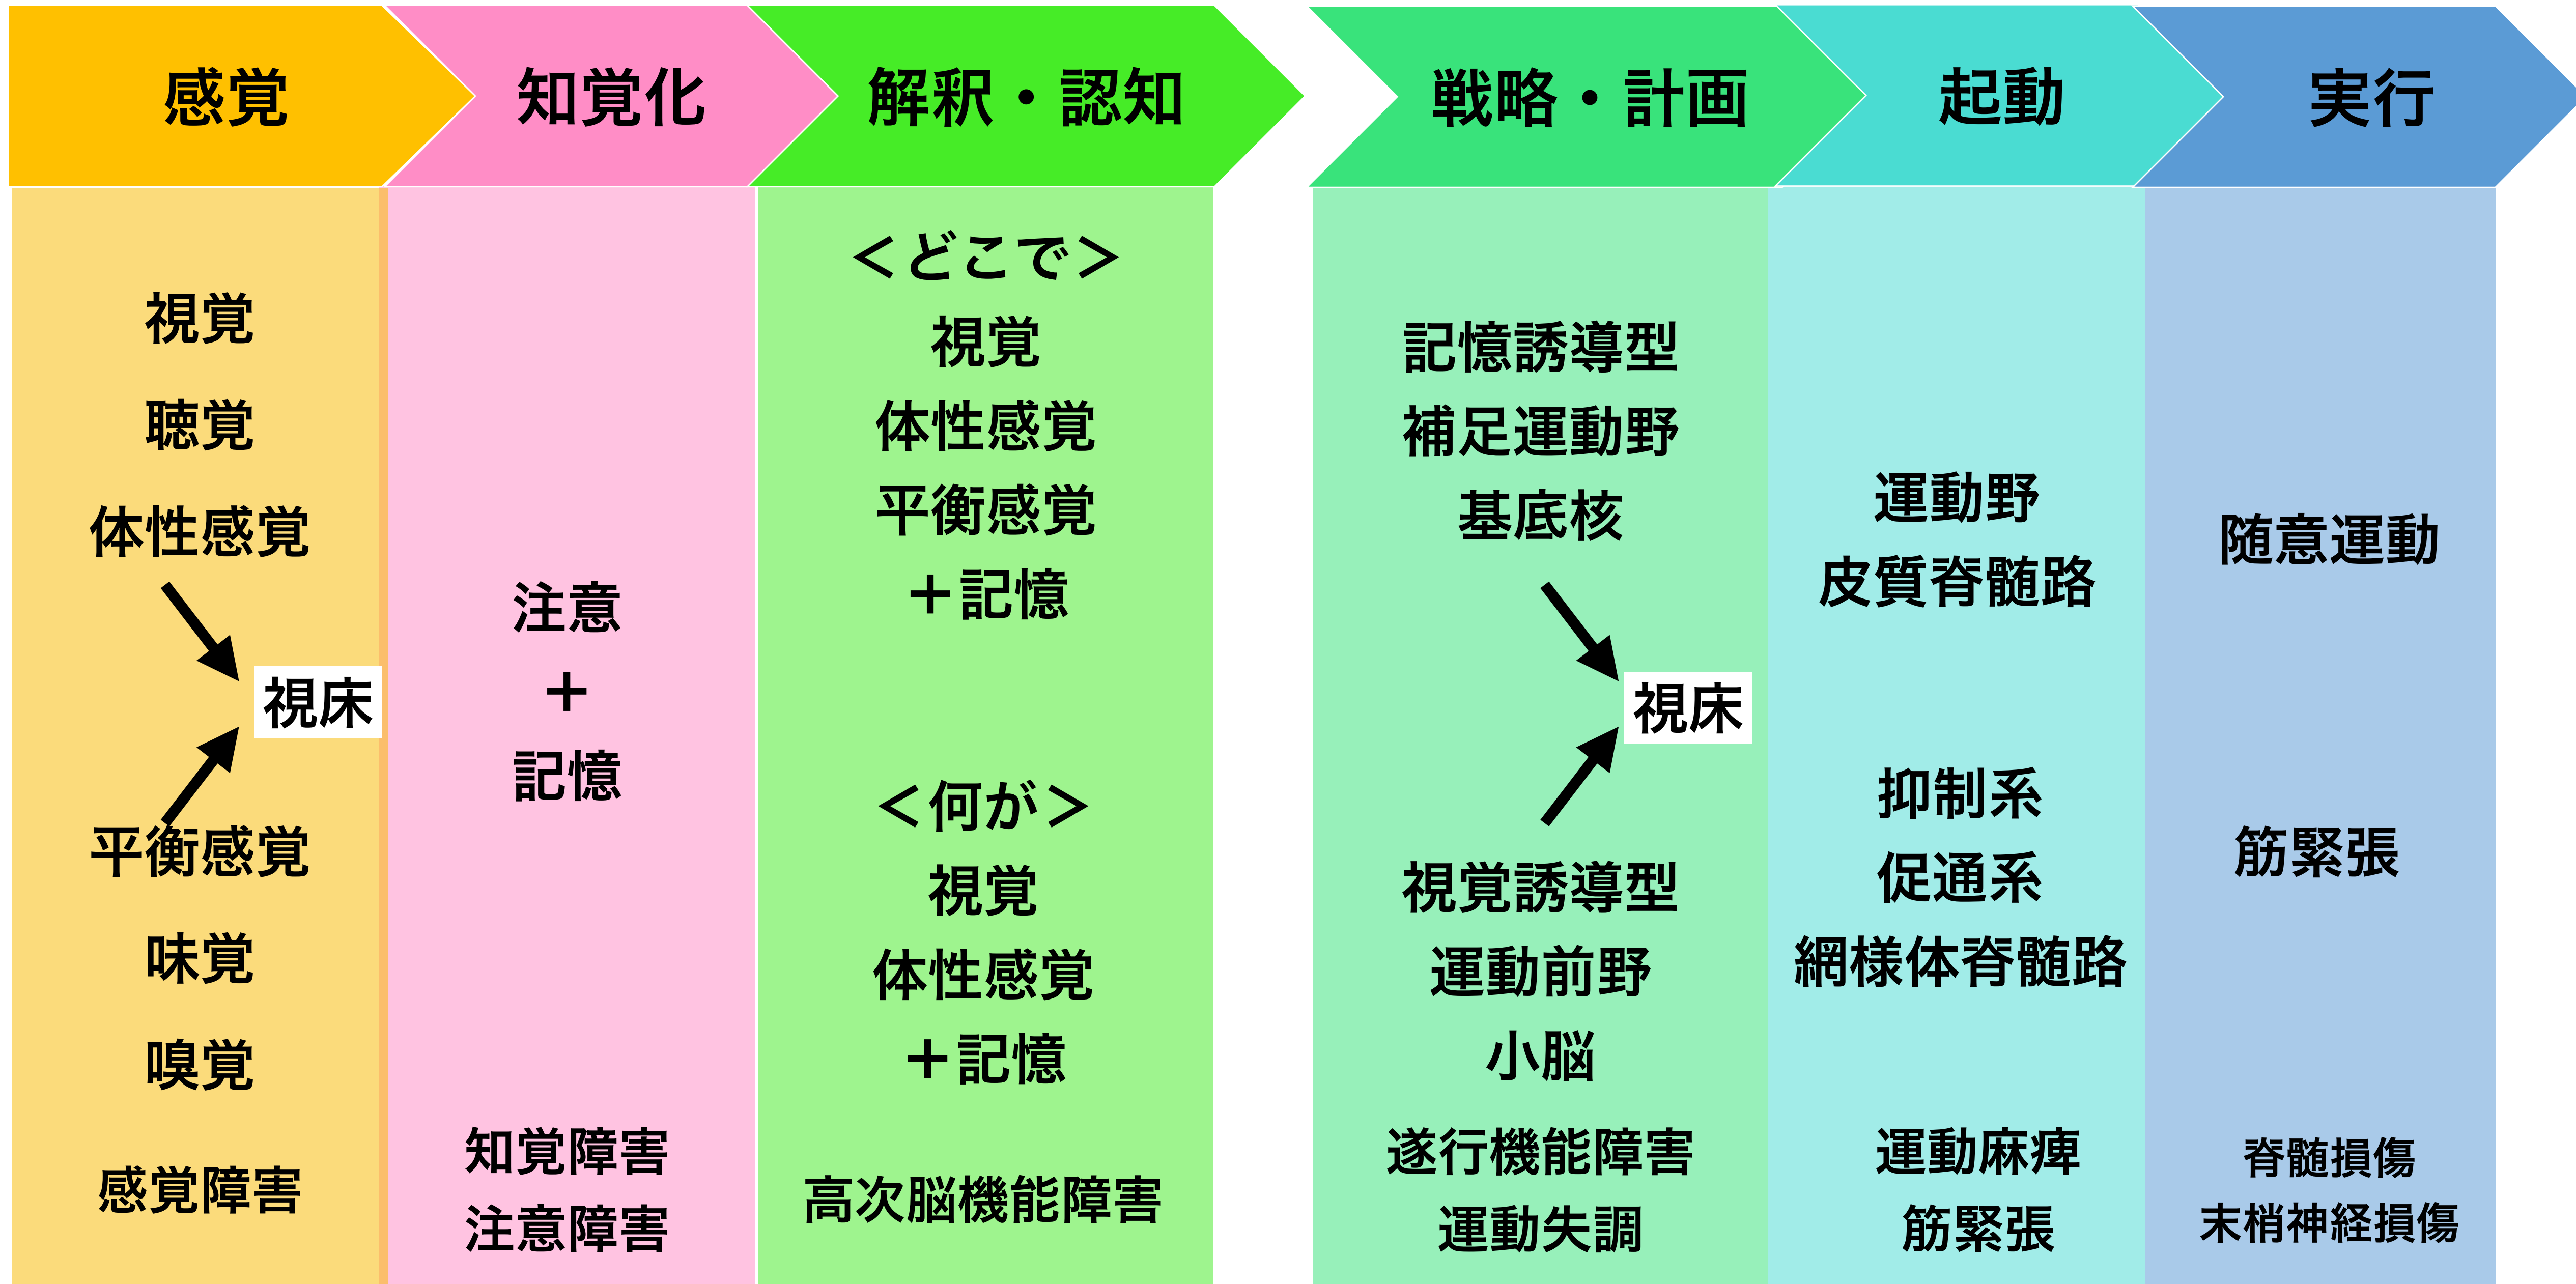 感覚
知覚化
解釈・認知
戦略・計画
起動
実行
視覚
聴覚
体性感覚
視床
平衡感覚
味覚
嗅覚
感覚障害
注意
+
記憶
知覚障害
注意障害
＜どこで＞
視覚
体性感覚
平衡感覚
+記憶
＜何が＞
視覚
体性感覚
+記憶
高次脳機能障害
記憶誘導型
補足運動野
基底核
視床
視覚誘導型
運動前野
小脳
遂行機能障害
運動失調
運動野
皮質脊髄路
抑制系
促通系
網様体脊髄路
運動麻痺
筋緊張
随意運動
筋緊張
脊髄損傷
末梢神経損傷